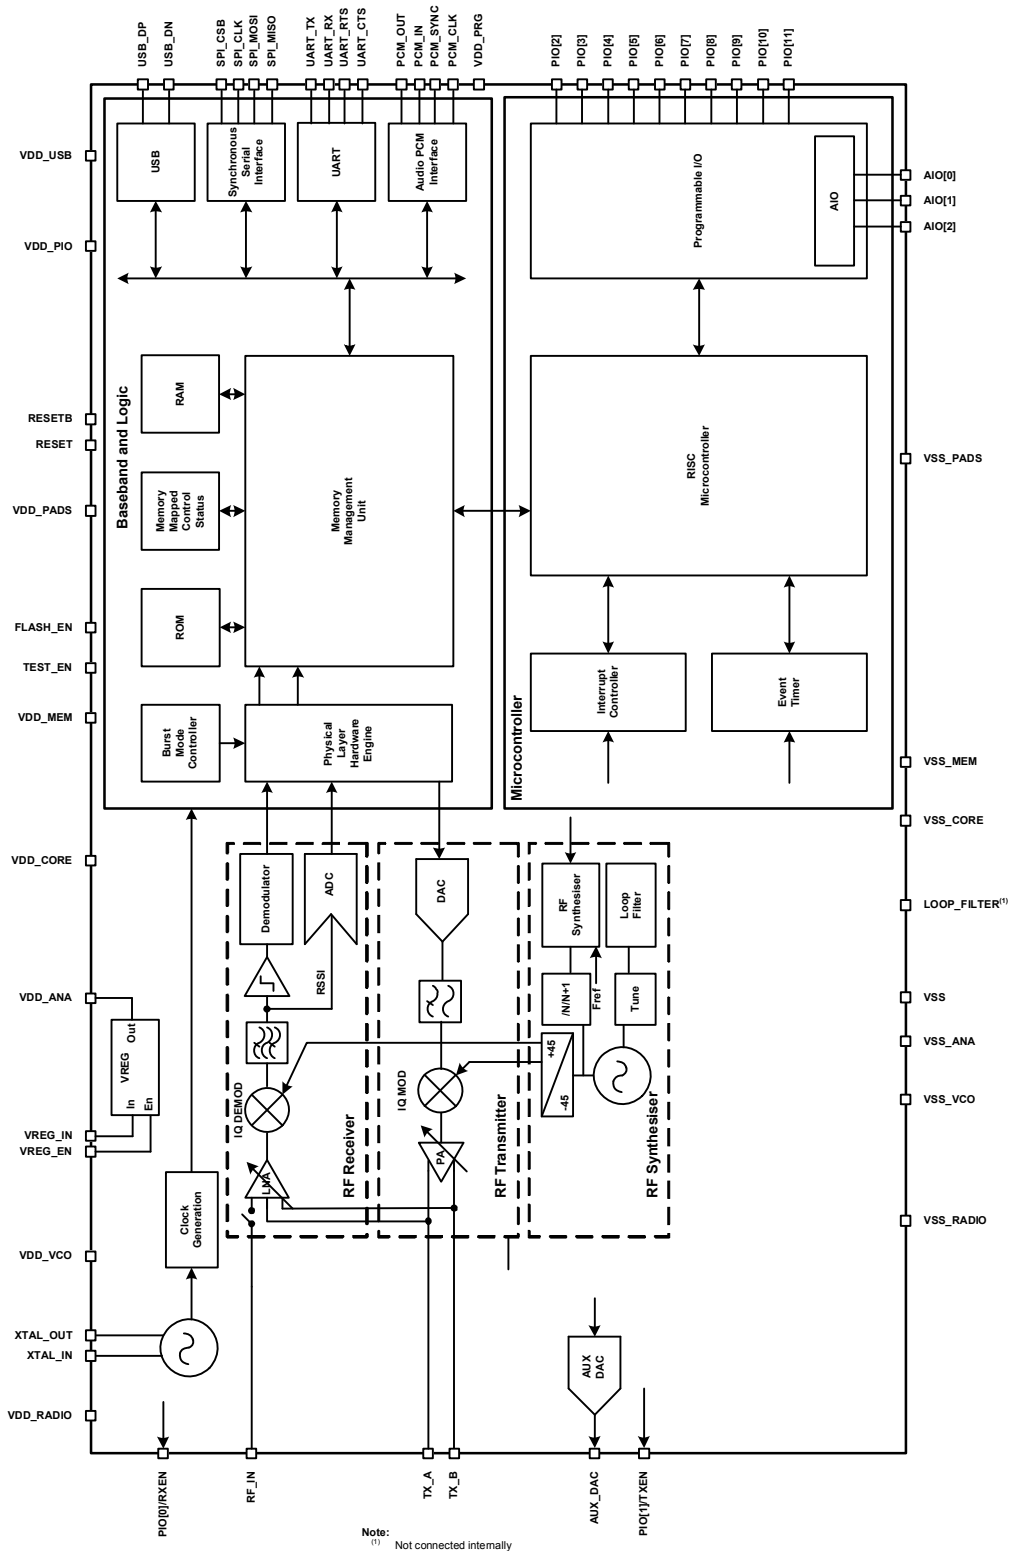 USB_DP
USB_DN
SPI_CSB
SPI_CLK
SPI_MOSI
SPI_MISO
UART_TX
UART_RX
UART_RTS
UART_CTS
PCM_OUT
PCM_IN
PCM_SYNC
PCM_CLK
VDD_PRG
PIO[2]
PIO[3]
PIO[4]
PIO[5]
PIO[6]
PIO[7]
PIO[8]
PIO[9]
PIO[10]
PIO[11]
VDD_USB
VDD_PIO
RESETB
RESET
VDD_PADS
FLASH_EN
TEST_EN
VDD_MEM
VDD_CORE
VDD_ANA
VREG_IN
VREG_EN
VDD_VCO
XTAL_OUT
XTAL_IN
VDD_RADIO
USB
Synchronous
Serial
Interface
UART
Audio PCM
Interface
Baseband and Logic
RAM
Memory
Mapped
Control
Status
ROM
Memory
Management
Unit
Burst
Mode
Controller
Physical
Layer
Hardware
Engine
Programmable I/O
AIO
RISC
Microcontroller
Interrupt
Controller
Event
Timer
Microcontroller
AIO[0]
AIO[1]
AIO[2]
VSS_PADS
VSS_MEM
VSS_CORE
LOOP_FILTER(1)
VSS
VSS_ANA
VSS_VCO
VSS_RADIO
Demodulator
ADC
RSSI
IQ DEMOD
LNA
RF Receiver
DAC
IQ MOD
PA
RF Transmitter
RF
Synthesiser
Loop
Filter
/N/N+1
Fref
Tune
+45
-45
RF Synthesiser
VREG
Out
In
En
Clock
Generation
AUX
DAC
PIO[0]/RXEN
RF_IN
TX_A
TX_B
AUX_DAC
PIO[1]/TXEN
Note:
(1) Not connected internally